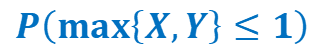 P(max{X, Y} ≤ 1)